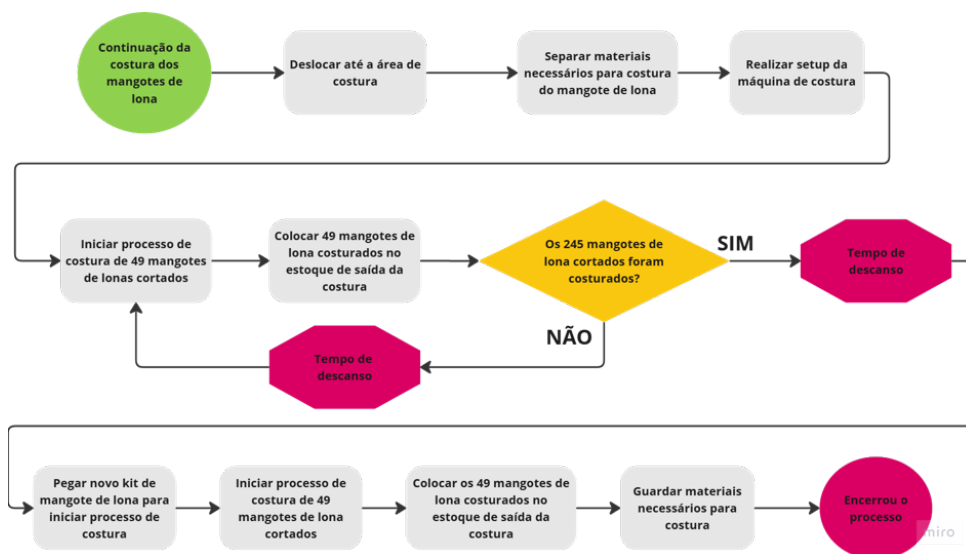 Continuação da
costura dos
mangotes de
lona
Deslocar até a área de
costura
Separar materiais
necessários para costura
do mangote de lona
Realizar setup da
máquina de costura
Iniciar processo de
costura de 49 mangotes
de lonas cortados
Colocar 49 mangotes de
lona costurados no
estoque de saída da
costura
Os 245 mangotes de
lona cortados foram
costurados?
SIM
Tempo de
descanso
NÃO
Tempo de
descanso
Pegar novo kit de
mangote de lona para
iniciar processo de
costura
Iniciar processo de
costura de 49
mangotes de lona
cortados
Colocar os 49 mangotes de
lona costurados no
estoque de saída da
costura
Guardar materiais
necessários para
costura
Encerrou o
processo
miro